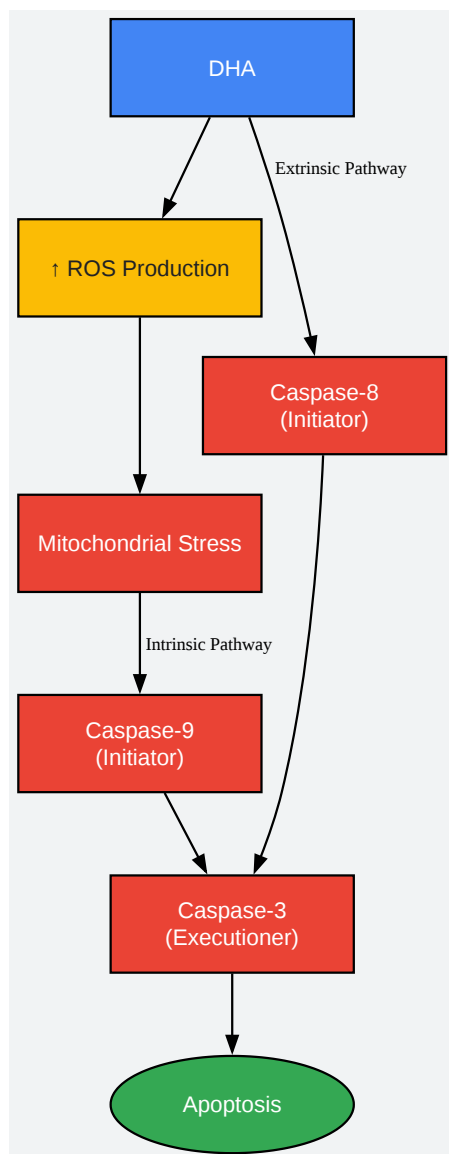 DHA
Extrinsic Pathway
↑ ROS Production
Caspase-8
(Initiator)
Mitochondrial Stress
Intrinsic Pathway
Caspase-9
(Initiator)
Caspase-3
(Executioner)
Apoptosis